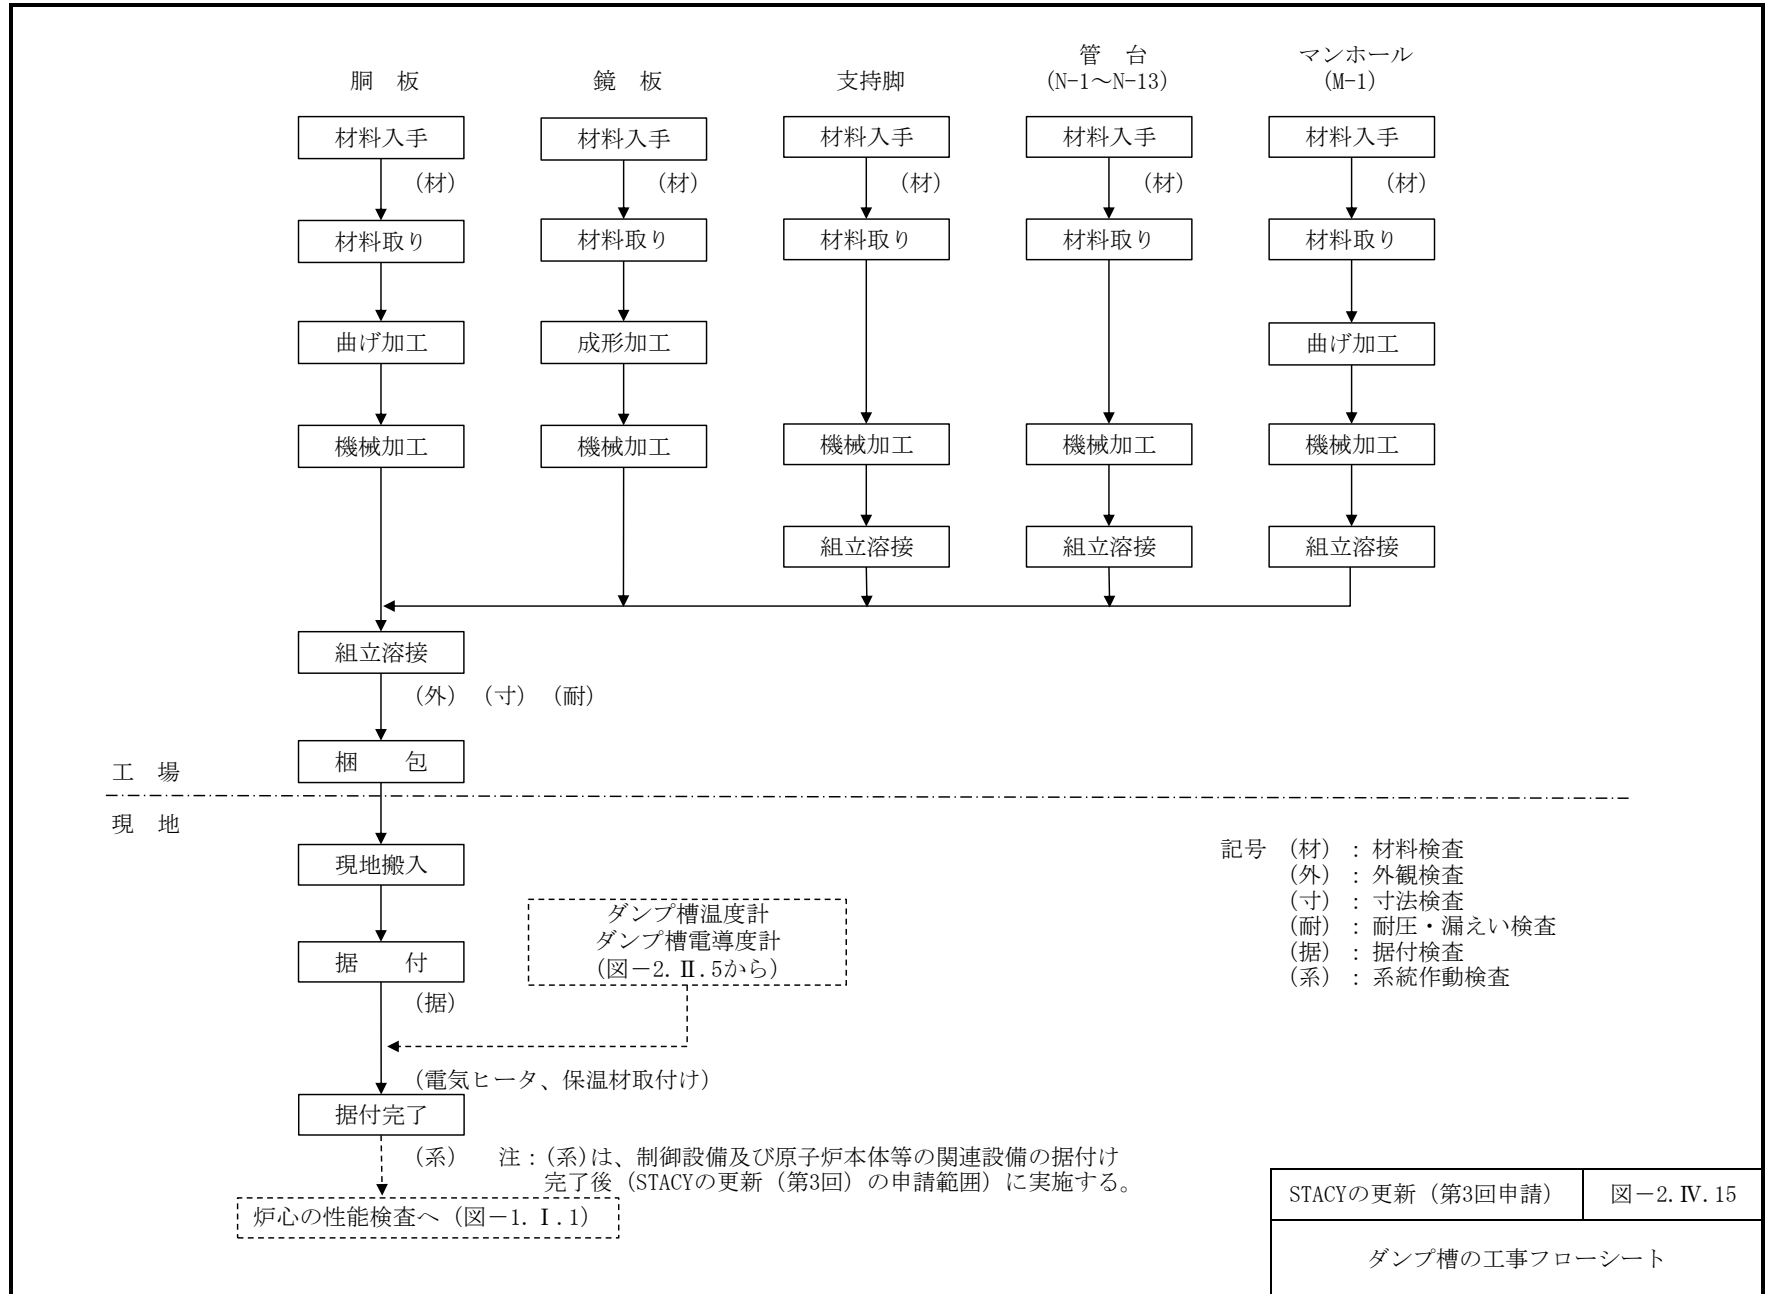 胴　板
鏡　板
支持脚
管　台
(N-1～N-13)
マンホール
(M-1)
材料入手
材料入手
材料入手
材料入手
材料入手
(材)
(材)
(材)
(材)
(材)
材料取り
材料取り
材料取り
材料取り
材料取り
曲げ加工
成形加工
曲げ加工
機械加工
機械加工
機械加工
機械加工
機械加工
組立溶接
組立溶接
組立溶接
組立溶接
(外) (寸) (耐)
梱　　包
工　場
現　地
現地搬入
据　　付
(据)
ダンプ槽温度計
ダンプ槽電導度計
(図－2.Ⅱ.5から)
(電気ヒータ、保温材取付け)
据付完了
(系)
注：(系)は、制御設備及び原子炉本体等の関連設備の据付け
完了後（STACYの更新（第3回）の申請範囲）に実施する。
炉心の性能検査へ（図－1.Ⅰ.1）
記号 (材) : 材料検査
(外) : 外観検査
(寸) : 寸法検査
(耐) : 耐圧・漏えい検査
(据) : 据付検査
(系) : 系統作動検査
STACYの更新（第3回申請）
図－2.Ⅳ.15
ダンプ槽の工事フローシート